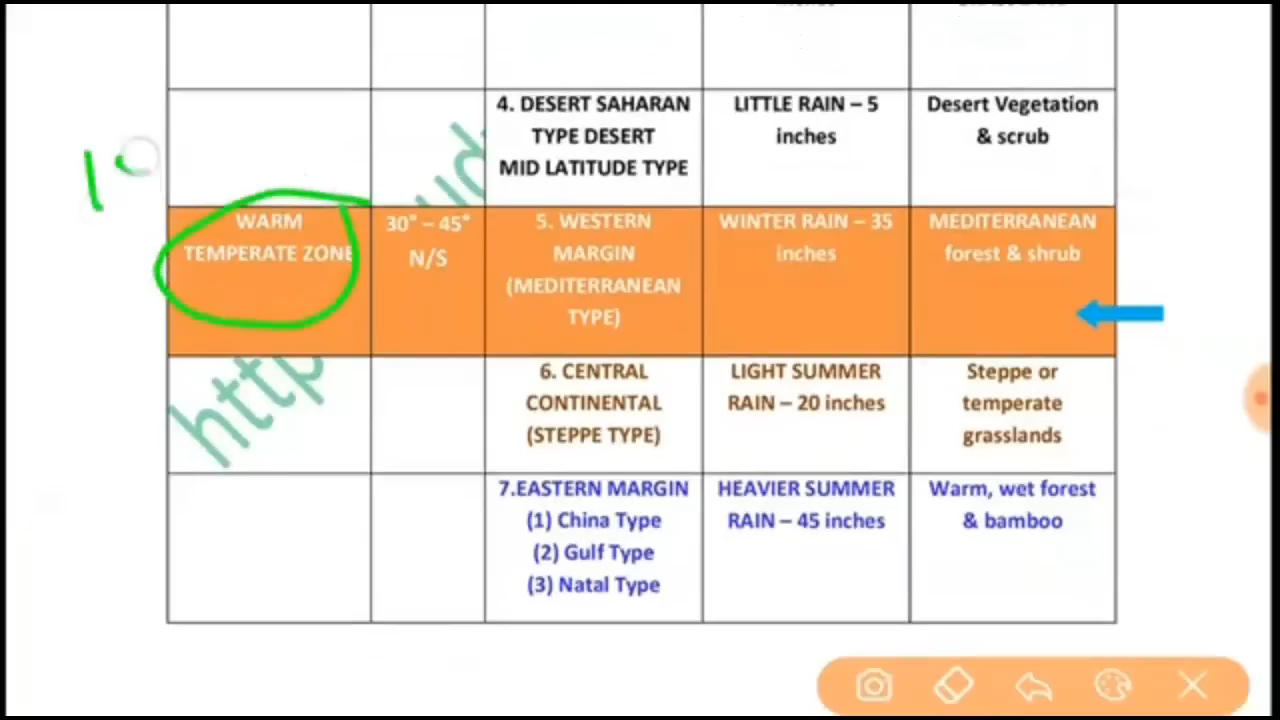 4. DESERT SAHARAN
TYPE DESERT
MID LATITUDE TYPE
LITTLE RAIN – 5
inches
Desert Vegetation
& scrub
WARM
TEMPERATE ZONE
30° – 45°
N/S
5. WESTERN
MARGIN
(MEDITERRANEAN
TYPE)
WINTER RAIN – 35
inches
MEDITERRANEAN
forest & shrub
6. CENTRAL
CONTINENTAL
(STEPPE TYPE)
LIGHT SUMMER
RAIN – 20 inches
Steppe or
temperate
grasslands
7.EASTERN MARGIN
(1) China Type
(2) Gulf Type
(3) Natal Type
HEAVIER SUMMER
RAIN – 45 inches
Warm, wet forest
& bamboo